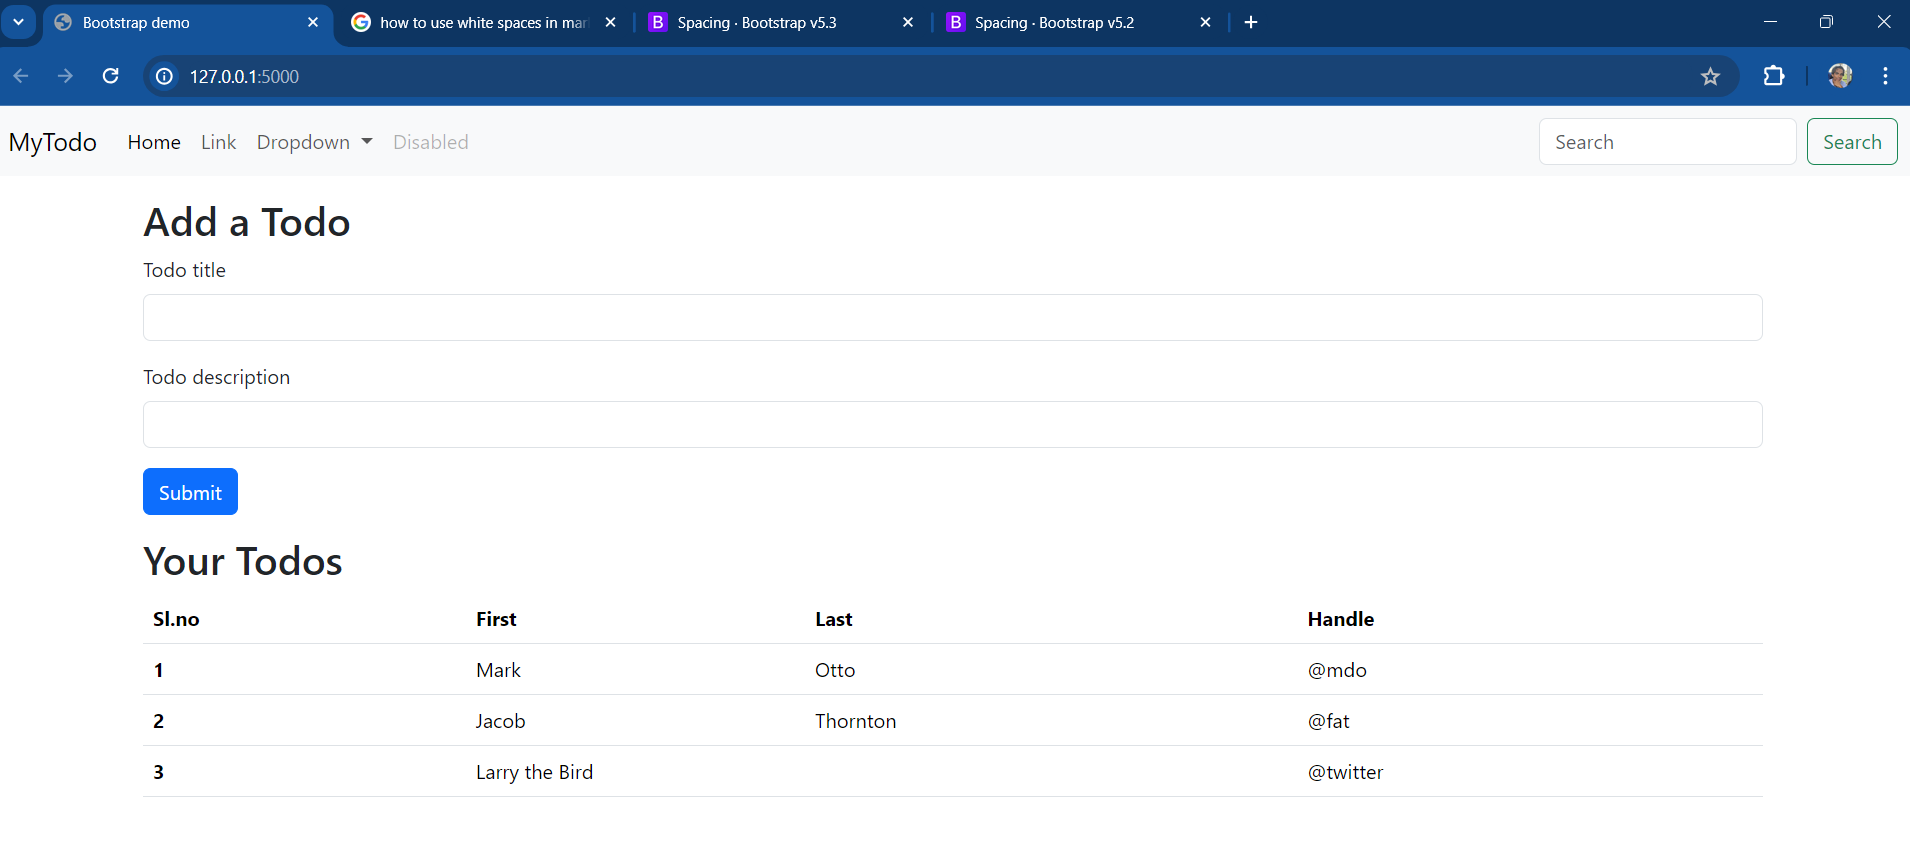 Bootstrap demo
how to use white spaces in mar
Spacing · Bootstrap v5.3
Spacing · Bootstrap v5.2
127.0.0.1:5000
MyTodo Home Link Dropdown Disabled Search Search
Add a Todo
Todo title
Todo description
Submit
Your Todos
Sl.no First Last Handle
1 Mark Otto @mdo
2 Jacob Thornton @fat
3 Larry the Bird @twitter